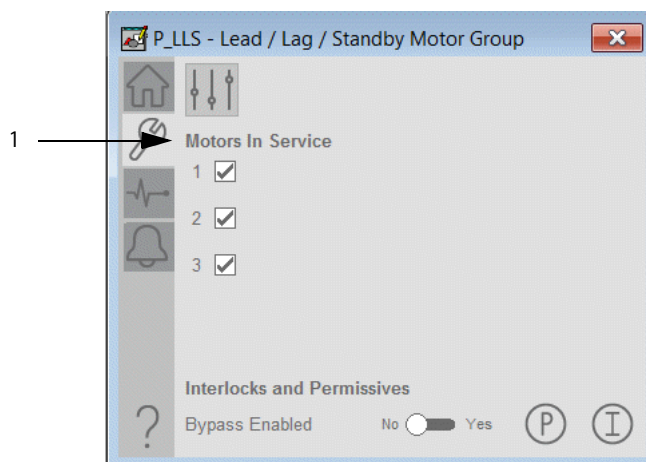 P_LLS - Lead / Lag / Standby Motor Group
1
Motors In Service
1
2
3
Interlocks and Permissives
Bypass Enabled No Yes P I
?